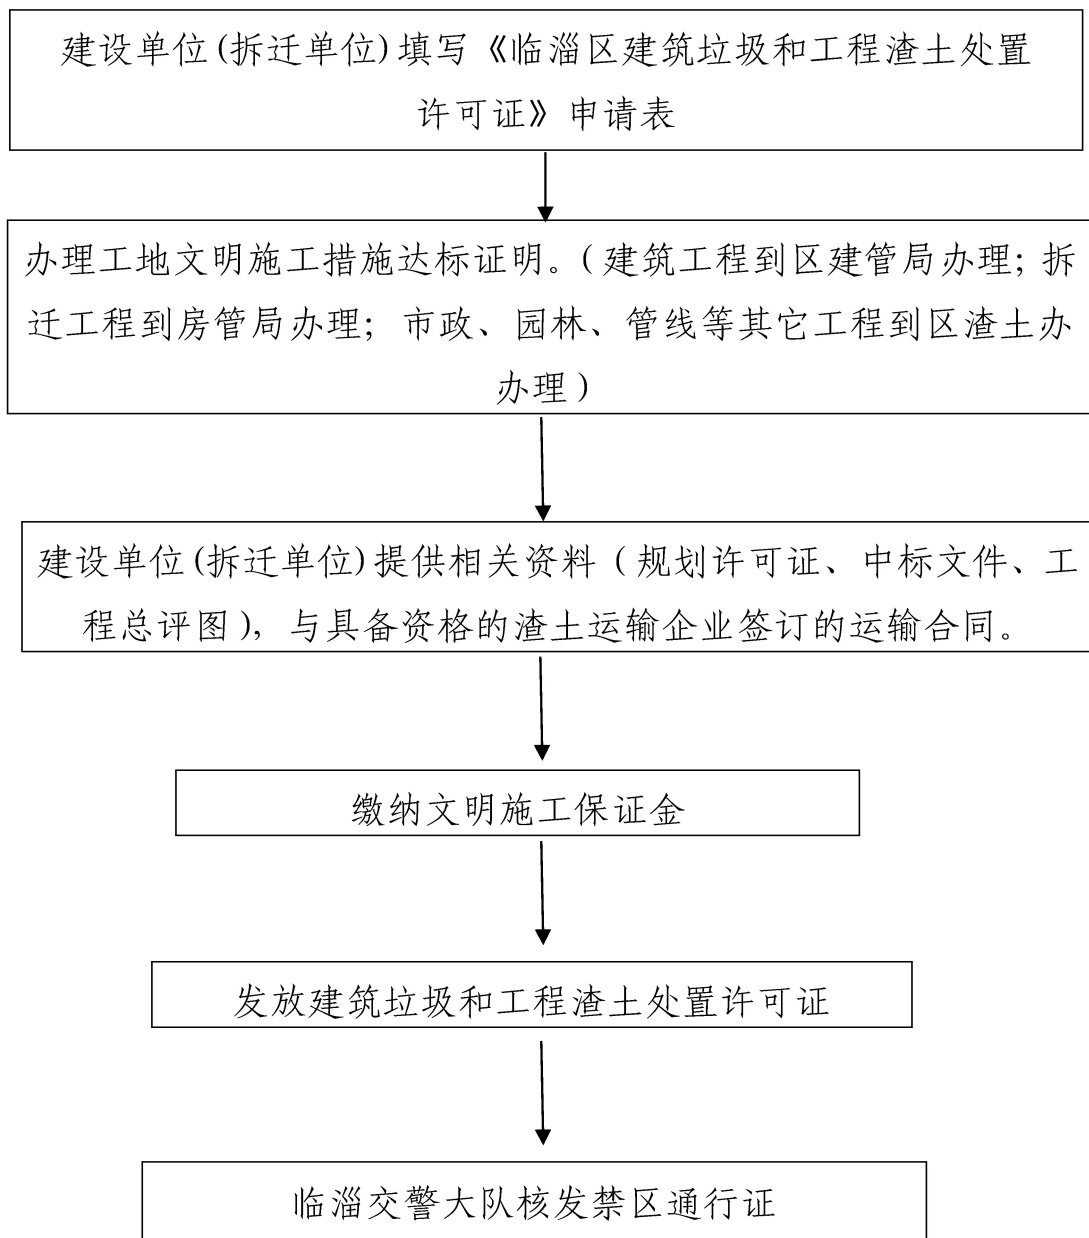 建设单位(拆迁单位)填写《临淄区建筑垃圾和工程渣土处置
许可证》申请表
办理工地文明施工措施达标证明。(建筑工程到区建管局办理;拆
迁工程到房管局办理;市政、园林、管线等其它工程到区渣土办
办理)
建设单位(拆迁单位)提供相关资料(规划许可证、中标文件、工
程总评图),与具备资格的渣土运输企业签订的运输合同。
缴纳文明施工保证金
发放建筑垃圾和工程渣土处置许可证
临淄交警大队核发禁区通行证